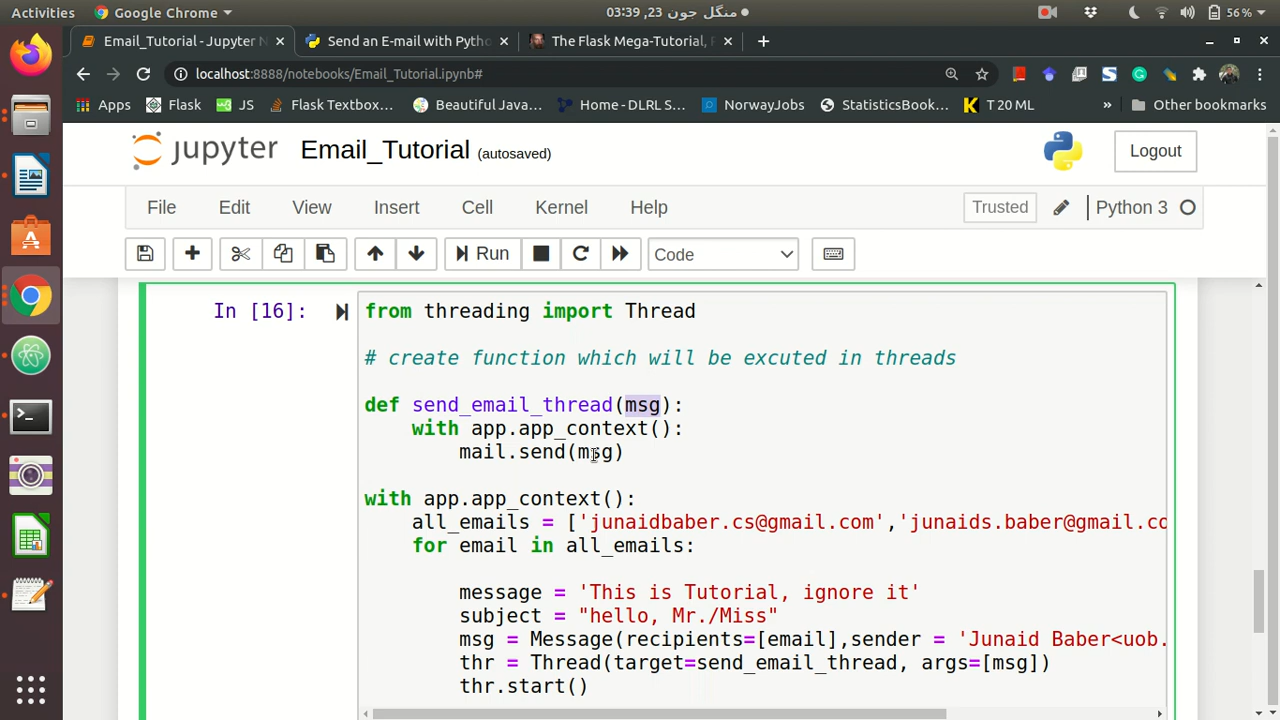 Activities Google Chrome 03:39 ,23 منگل جون 56 %
Email_Tutorial - Jupyter N
Send an E-mail with Pytho
The Flask Mega-Tutorial,
localhost:8888/notebooks/Email_Tutorial.ipynb#
Apps Flask JS Flask Textbox... Beautiful Java... Home - DLRL S... NorwayJobs StatisticsBook... T 20 ML » Other bookmarks
jupyter Email_Tutorial (autosaved) Logout
File Edit View Insert Cell Kernel Help Trusted Python 3
Run Code
In [16]:
from threading import Thread
# create function which will be excuted in threads
def send_email_thread(msg):
with app.app_context():
mail.send(msg)
with app.app_context():
all_emails = ['junaidbaber.cs@gmail.com','junaids.baber@gmail.co
for email in all_emails:
message = 'This is Tutorial, ignore it'
subject = "hello, Mr./Miss"
msg = Message(recipients=[email],sender = 'Junaid Baber<uob.
thr = Thread(target=send_email_thread, args=[msg])
thr.start()